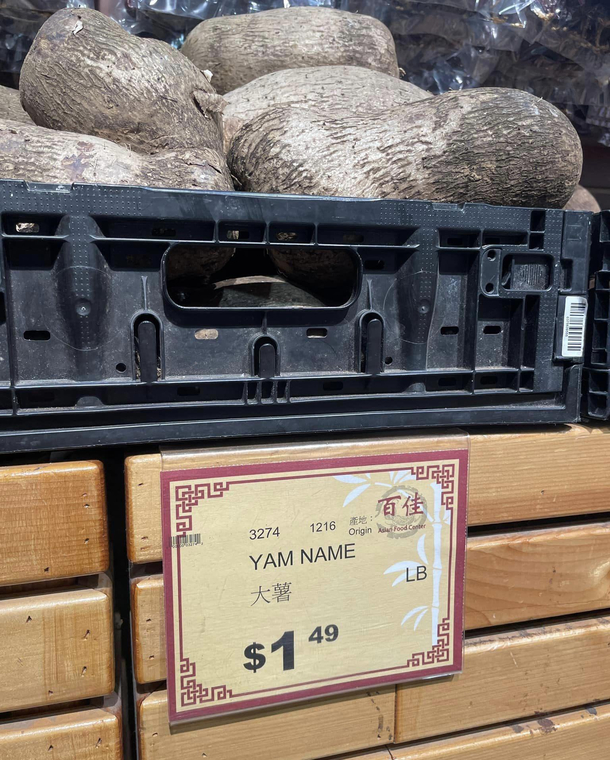 3274 1216 產地： 百佳
Origin Asian Food Center
YAM NAME
LB
大薯
$1 49